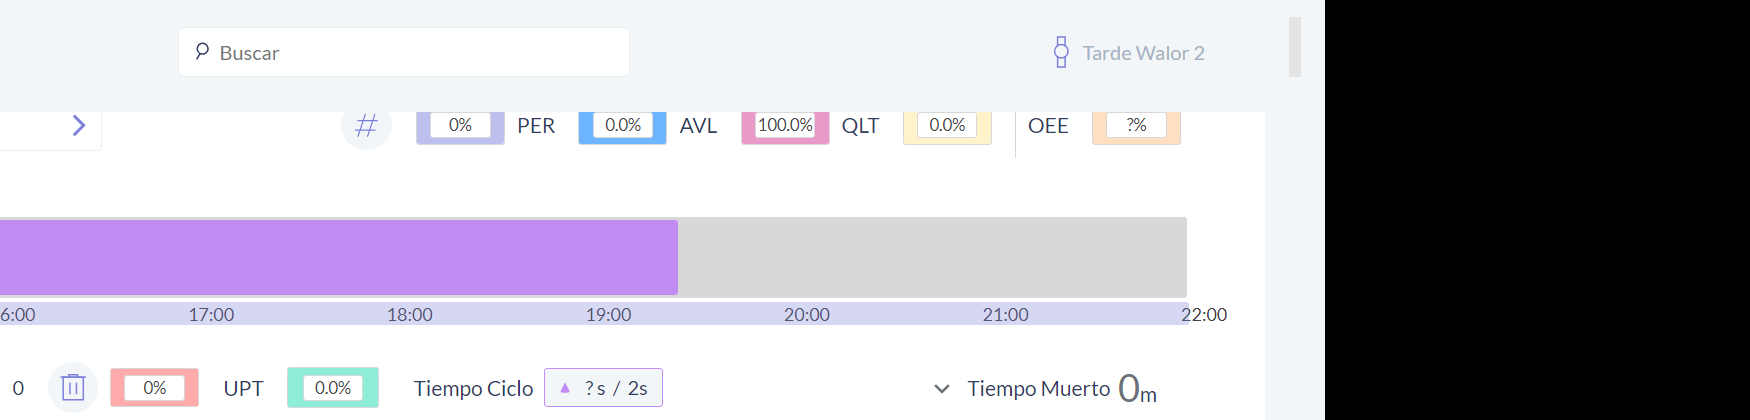 Buscar
Tarde Walor 2
# 0% PER 0.0% AVL 100.0% QLT 0.0% OEE ?%
6:00 17:00 18:00 19:00 20:00 21:00 22:00
0 0% UPT 0.0% Tiempo Ciclo ? s / 2s Tiempo Muerto 0m